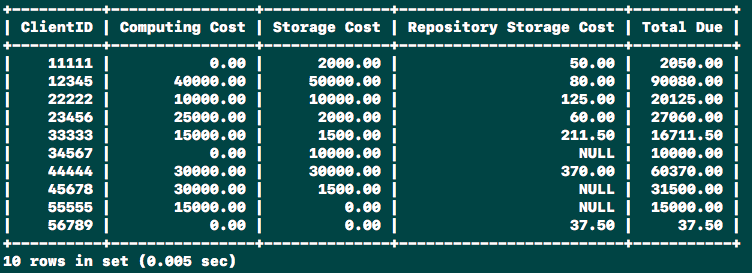 +-----------+----------------+--------------+-------------------------+-----------+
| ClientID | Computing Cost | Storage Cost | Repository Storage Cost | Total Due |
+-----------+----------------+--------------+-------------------------+-----------+
| 11111 | 0.00 | 2000.00 | 50.00 | 2050.00 |
| 12345 | 40000.00 | 50000.00 | 80.00 | 90080.00 |
| 22222 | 10000.00 | 10000.00 | 125.00 | 20125.00 |
| 23456 | 25000.00 | 2000.00 | 60.00 | 27060.00 |
| 33333 | 15000.00 | 1500.00 | 211.50 | 16711.50 |
| 34567 | 0.00 | 10000.00 | NULL | 10000.00 |
| 44444 | 30000.00 | 30000.00 | 370.00 | 60370.00 |
| 45678 | 30000.00 | 1500.00 | NULL | 31500.00 |
| 55555 | 15000.00 | 0.00 | NULL | 15000.00 |
| 56789 | 0.00 | 0.00 | 37.50 | 37.50 |
+-----------+----------------+--------------+-------------------------+-----------+
10 rows in set (0.005 sec)